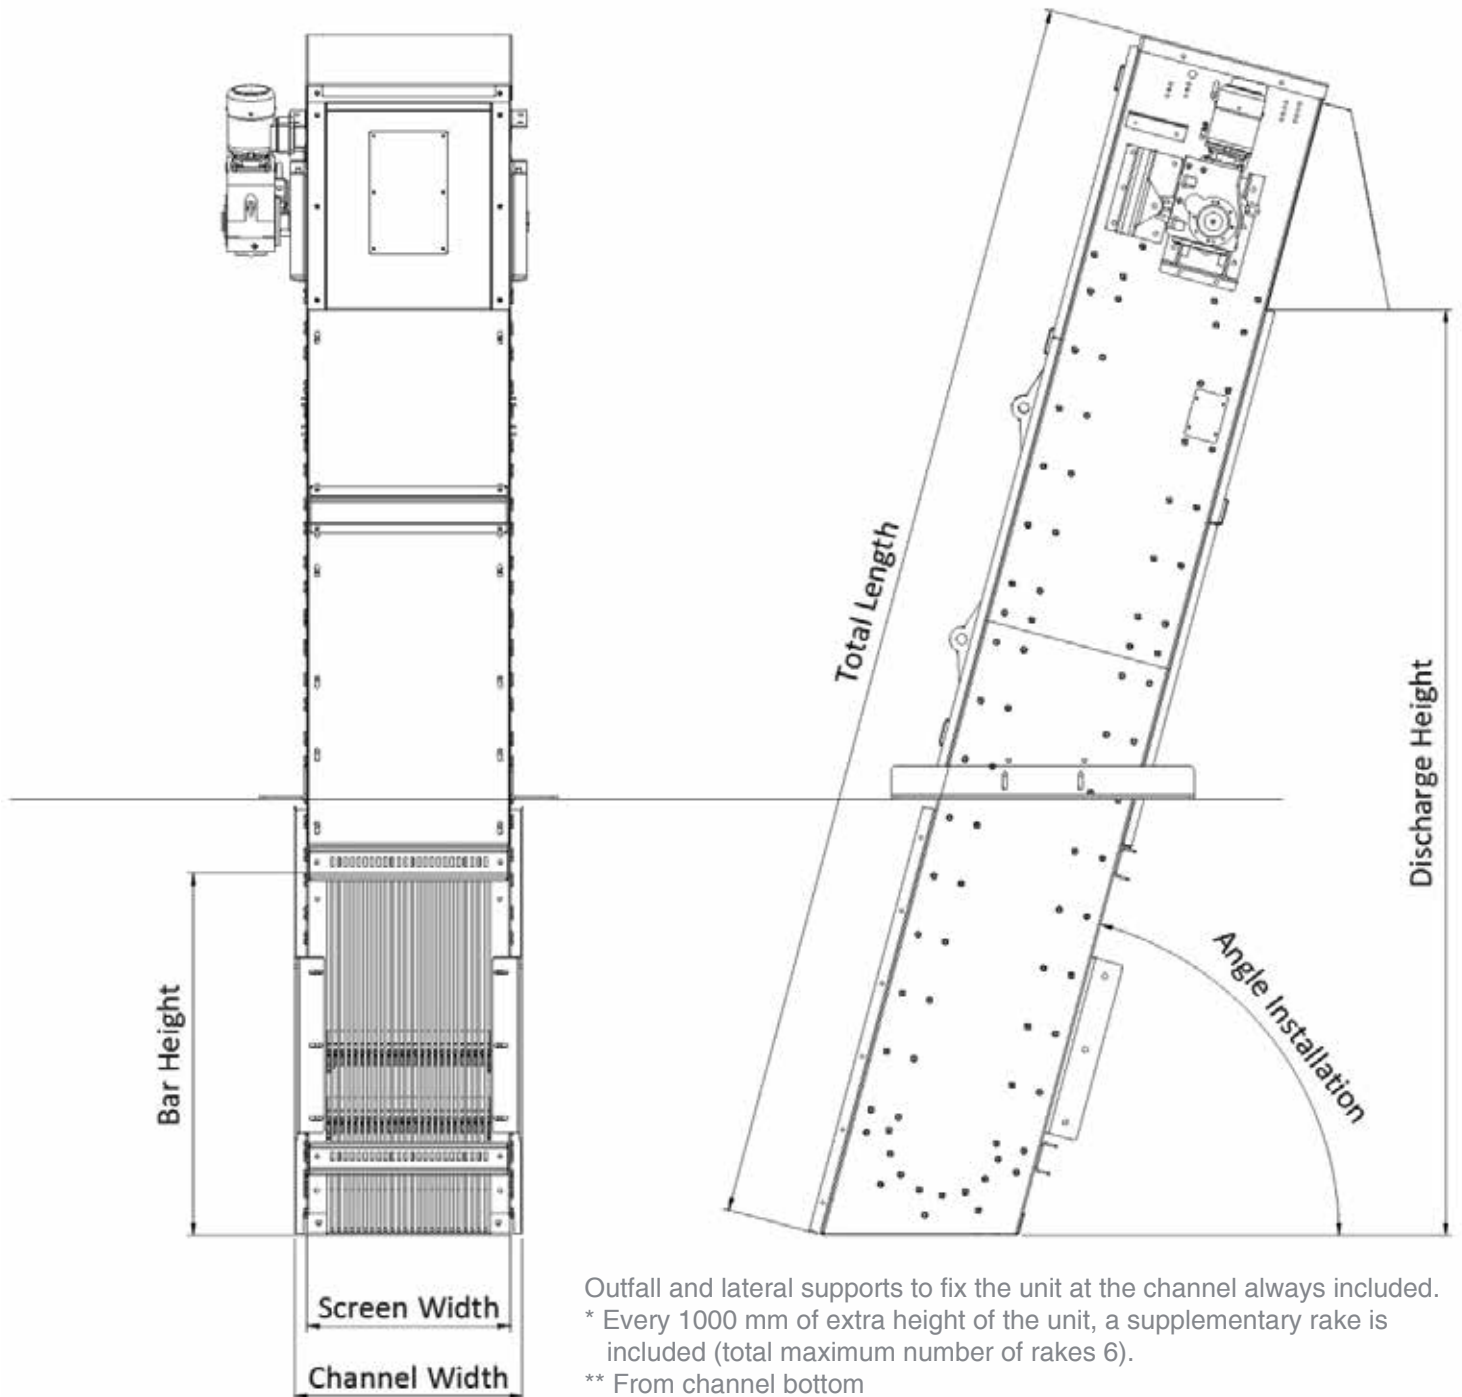 Total Length
Discharge Height
Angle Installation
Bar Height
Screen Width
Channel Width
Outfall and lateral supports to fix the unit at the channel always included.
* Every 1000 mm of extra height of the unit, a supplementary rake is
included (total maximum number of rakes 6).
** From channel bottom